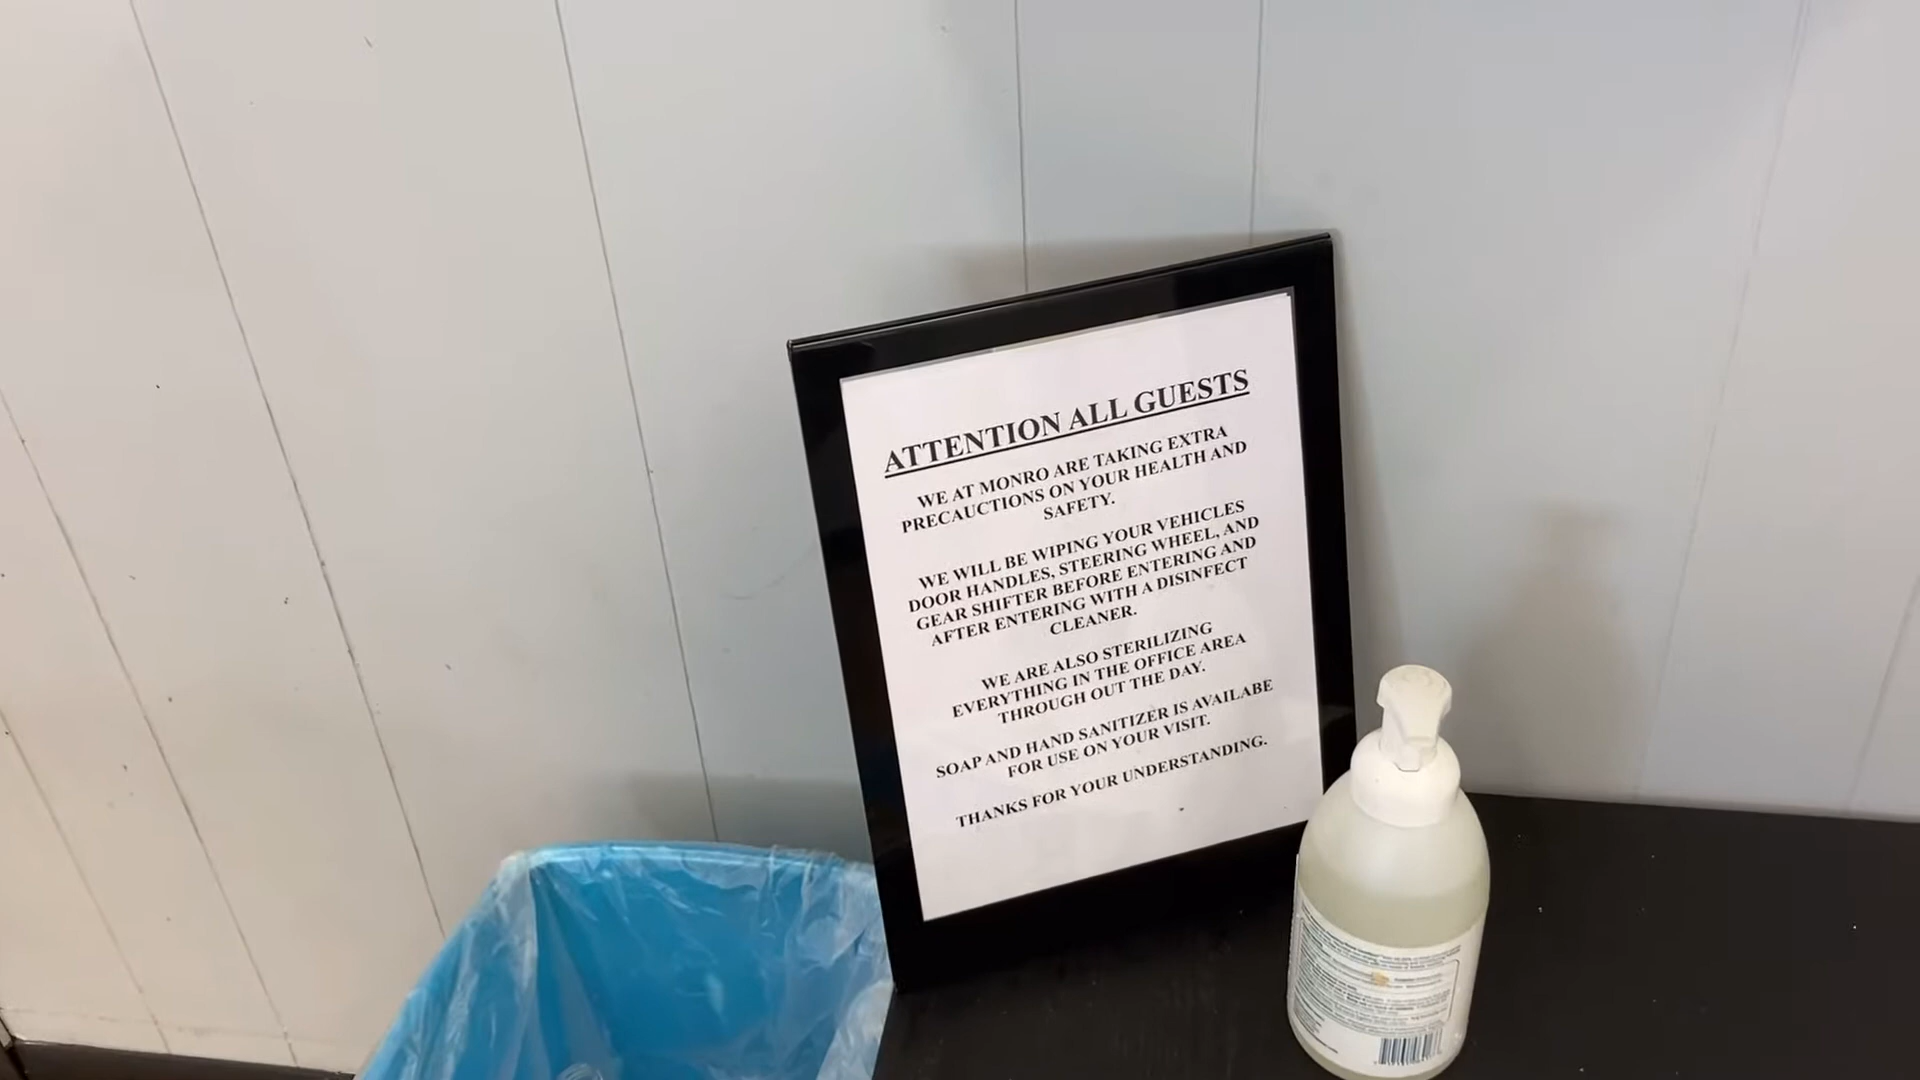 ATTENTION ALL GUESTS
WE AT MONRO ARE TAKING EXTRA
PRECAUCTIONS ON YOUR HEALTH AND
SAFETY.
WE WILL BE WIPING YOUR VEHICLES
DOOR HANDLES, STEERING WHEEL, AND
GEAR SHIFTER BEFORE ENTERING AND
AFTER ENTERING WITH A DISINFECT
CLEANER.
WE ARE ALSO STERILIZING
EVERYTHING IN THE OFFICE AREA
THROUGH OUT THE DAY.
SOAP AND HAND SANITIZER IS AVAILABE
FOR USE ON YOUR VISIT.
THANKS FOR YOUR UNDERSTANDING.